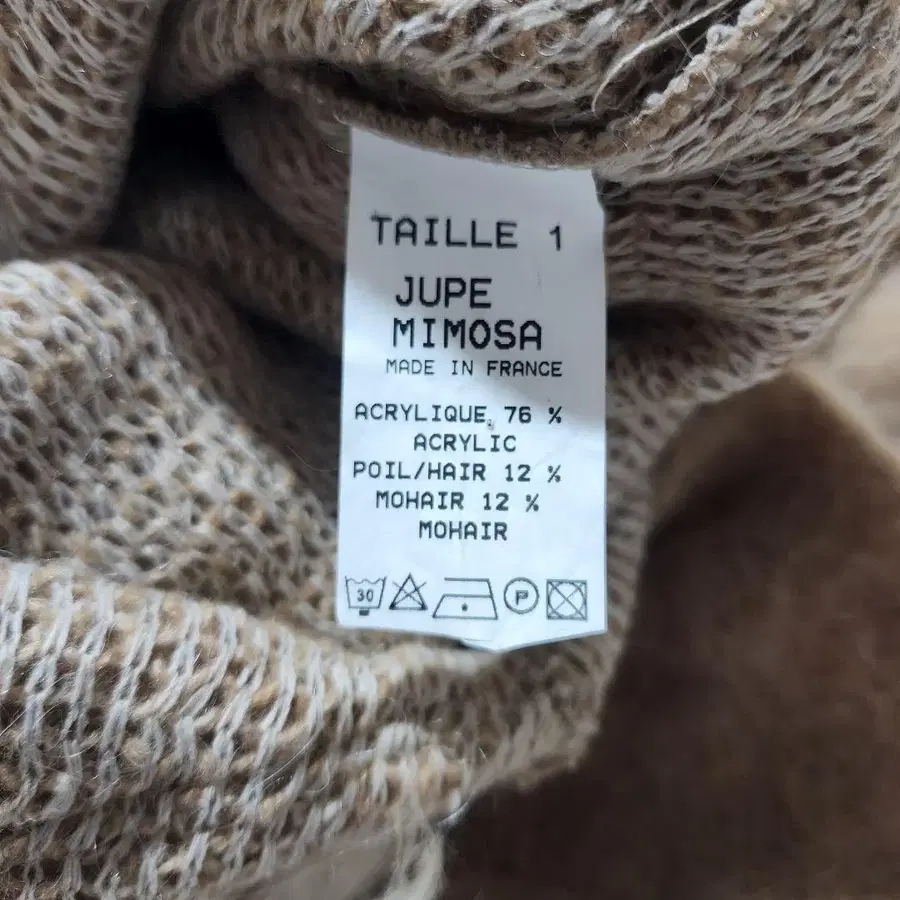 TAILLE 1
JUPE
MIMOSA
MADE IN FRANCE
ACRYLIQUE 76 %
ACRYLIC
POIL/HAIR 12 %
MOHAIR 12 %
MOHAIR
30 P